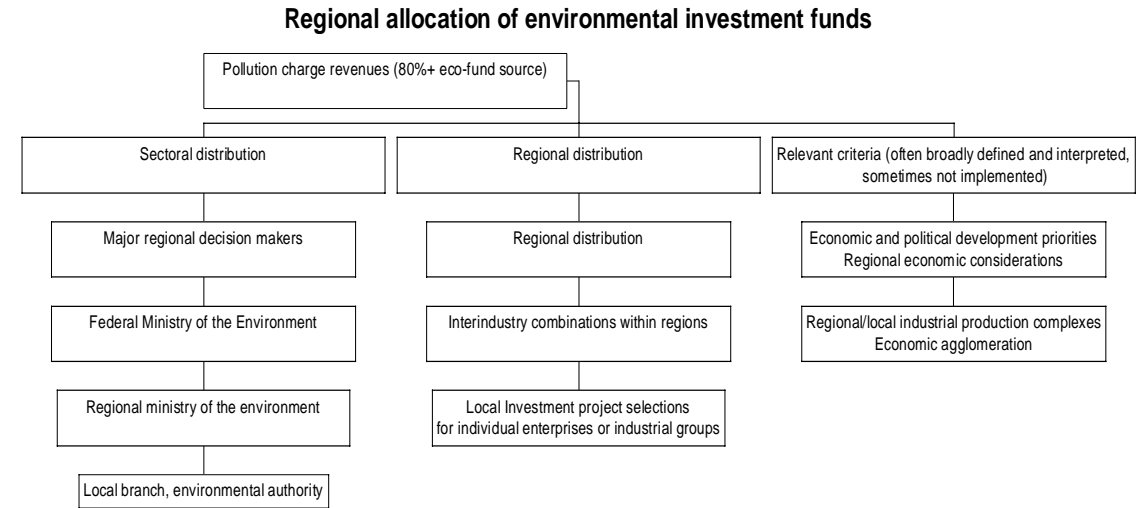 Regional allocation of environmental investment funds
Pollution charge revenues (80%+ eco-fund source)
Sectoral distribution
Regional distribution
Relevant criteria (often broadly defined and interpreted,
sometimes not implemented)
Major regional decision makers
Regional distribution
Economic and political development priorities
Regional economic considerations
Federal Ministry of the Environment
Interindustry combinations within regions
Regional/local industrial production complexes
Economic agglomeration
Regional ministry of the environment
Local Investment project selections
for individual enterprises or industrial groups
Local branch, environmental authority